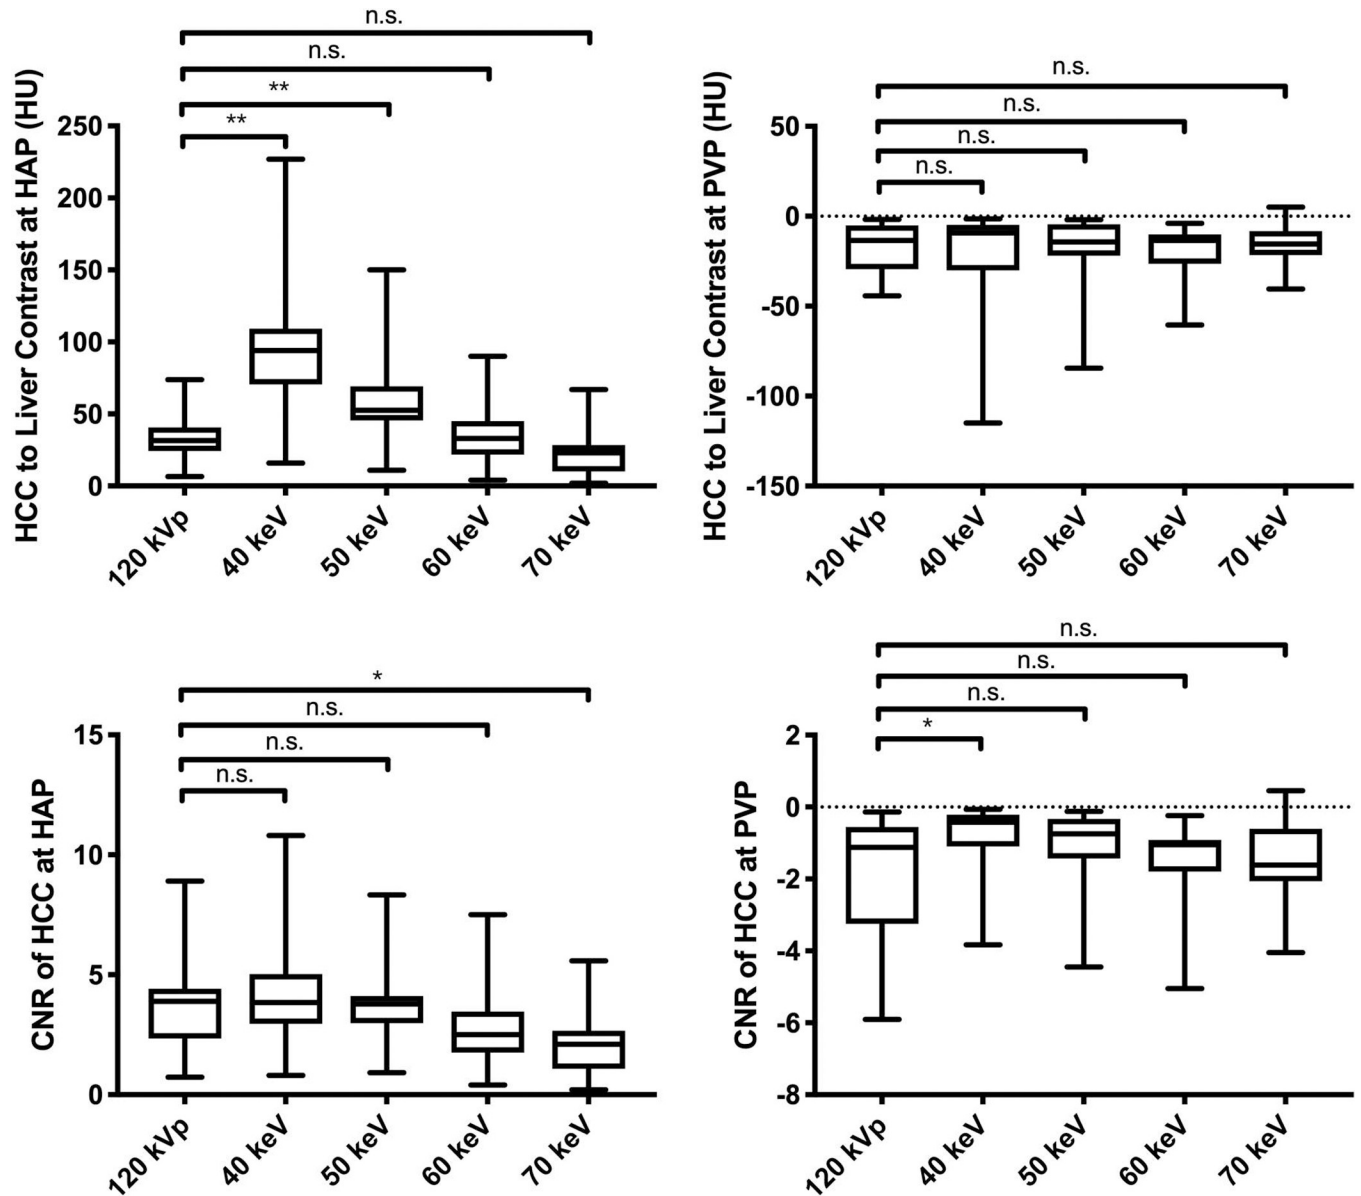 n.s.
n.s.
**
**
HCC to Liver Contrast at HAP (HU)
250
200
150
100
50
0
120 kVp
40 keV
50 keV
60 keV
70 keV
n.s.
n.s.
n.s.
n.s.
HCC to Liver Contrast at PVP (HU)
50
0
-50
-100
-150
120 kVp
40 keV
50 keV
60 keV
70 keV
*
n.s.
n.s.
n.s.
CNR of HCC at HAP
15
10
5
0
120 kVp
40 keV
50 keV
60 keV
70 keV
n.s.
n.s.
n.s.
*
CNR of HCC at PVP
2
0
-2
-4
-6
-8
120 kVp
40 keV
50 keV
60 keV
70 keV